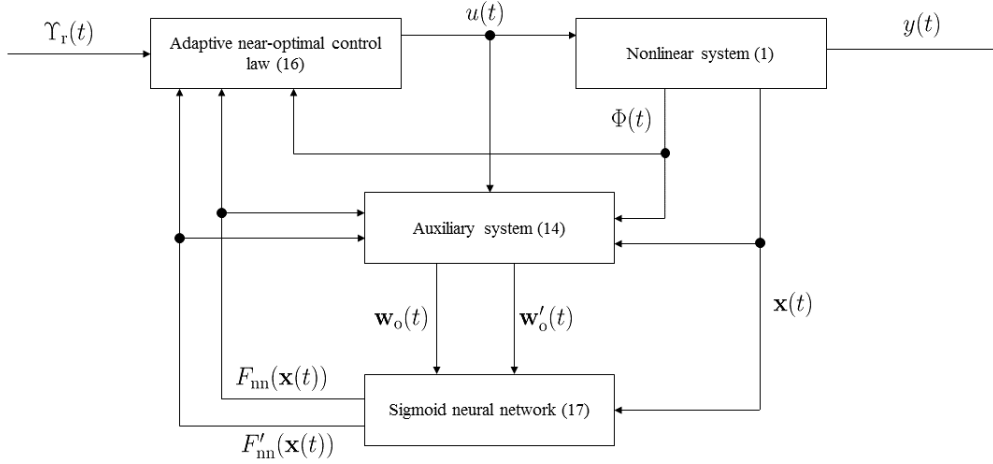 u(t)
ϒr(t)
Adaptive near-optimal control
law (16)
Nonlinear system (1)
y(t)
Φ(t)
Auxiliary system (14)
x(t)
wo(t)
w′o(t)
Fnn(x(t))
Sigmoid neural network (17)
F′nn(x(t))